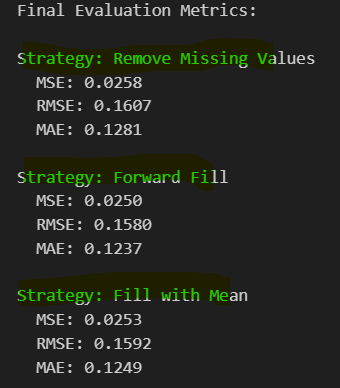 Final Evaluation Metrics:
Strategy: Remove Missing Values
MSE: 0.0258
RMSE: 0.1607
MAE: 0.1281
Strategy: Forward Fill
MSE: 0.0250
RMSE: 0.1580
MAE: 0.1237
Strategy: Fill with Mean
MSE: 0.0253
RMSE: 0.1592
MAE: 0.1249